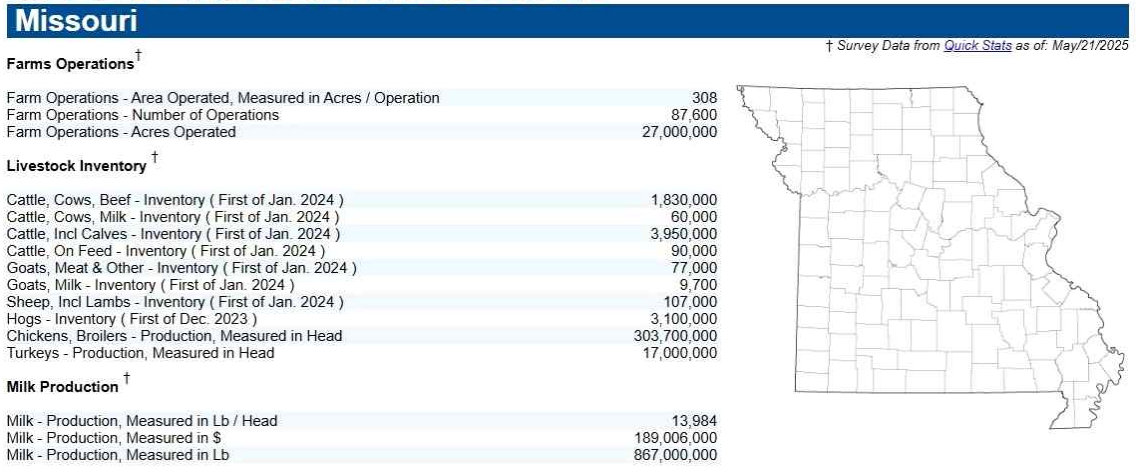 Missouri
† Survey Data from Quick Stats as of: May/21/2025
Farms Operations†
Farm Operations - Area Operated, Measured in Acres / Operation 308
Farm Operations - Number of Operations 87,600
Farm Operations - Acres Operated 27,000,000
Livestock Inventory †
Cattle, Cows, Beef - Inventory ( First of Jan. 2024 ) 1,830,000
Cattle, Cows, Milk - Inventory ( First of Jan. 2024 ) 60,000
Cattle, Incl Calves - Inventory ( First of Jan. 2024 ) 3,950,000
Cattle, On Feed - Inventory ( First of Jan. 2024 ) 90,000
Goats, Meat & Other - Inventory ( First of Jan. 2024 ) 77,000
Goats, Milk - Inventory ( First of Jan. 2024 ) 9,700
Sheep, Incl Lambs - Inventory ( First of Jan. 2024 ) 107,000
Hogs - Inventory ( First of Dec. 2023 ) 3,100,000
Chickens, Broilers - Production, Measured in Head 303,700,000
Turkeys - Production, Measured in Head 17,000,000
Milk Production †
Milk - Production, Measured in Lb / Head 13,984
Milk - Production, Measured in $ 189,006,000
Milk - Production, Measured in Lb 867,000,000